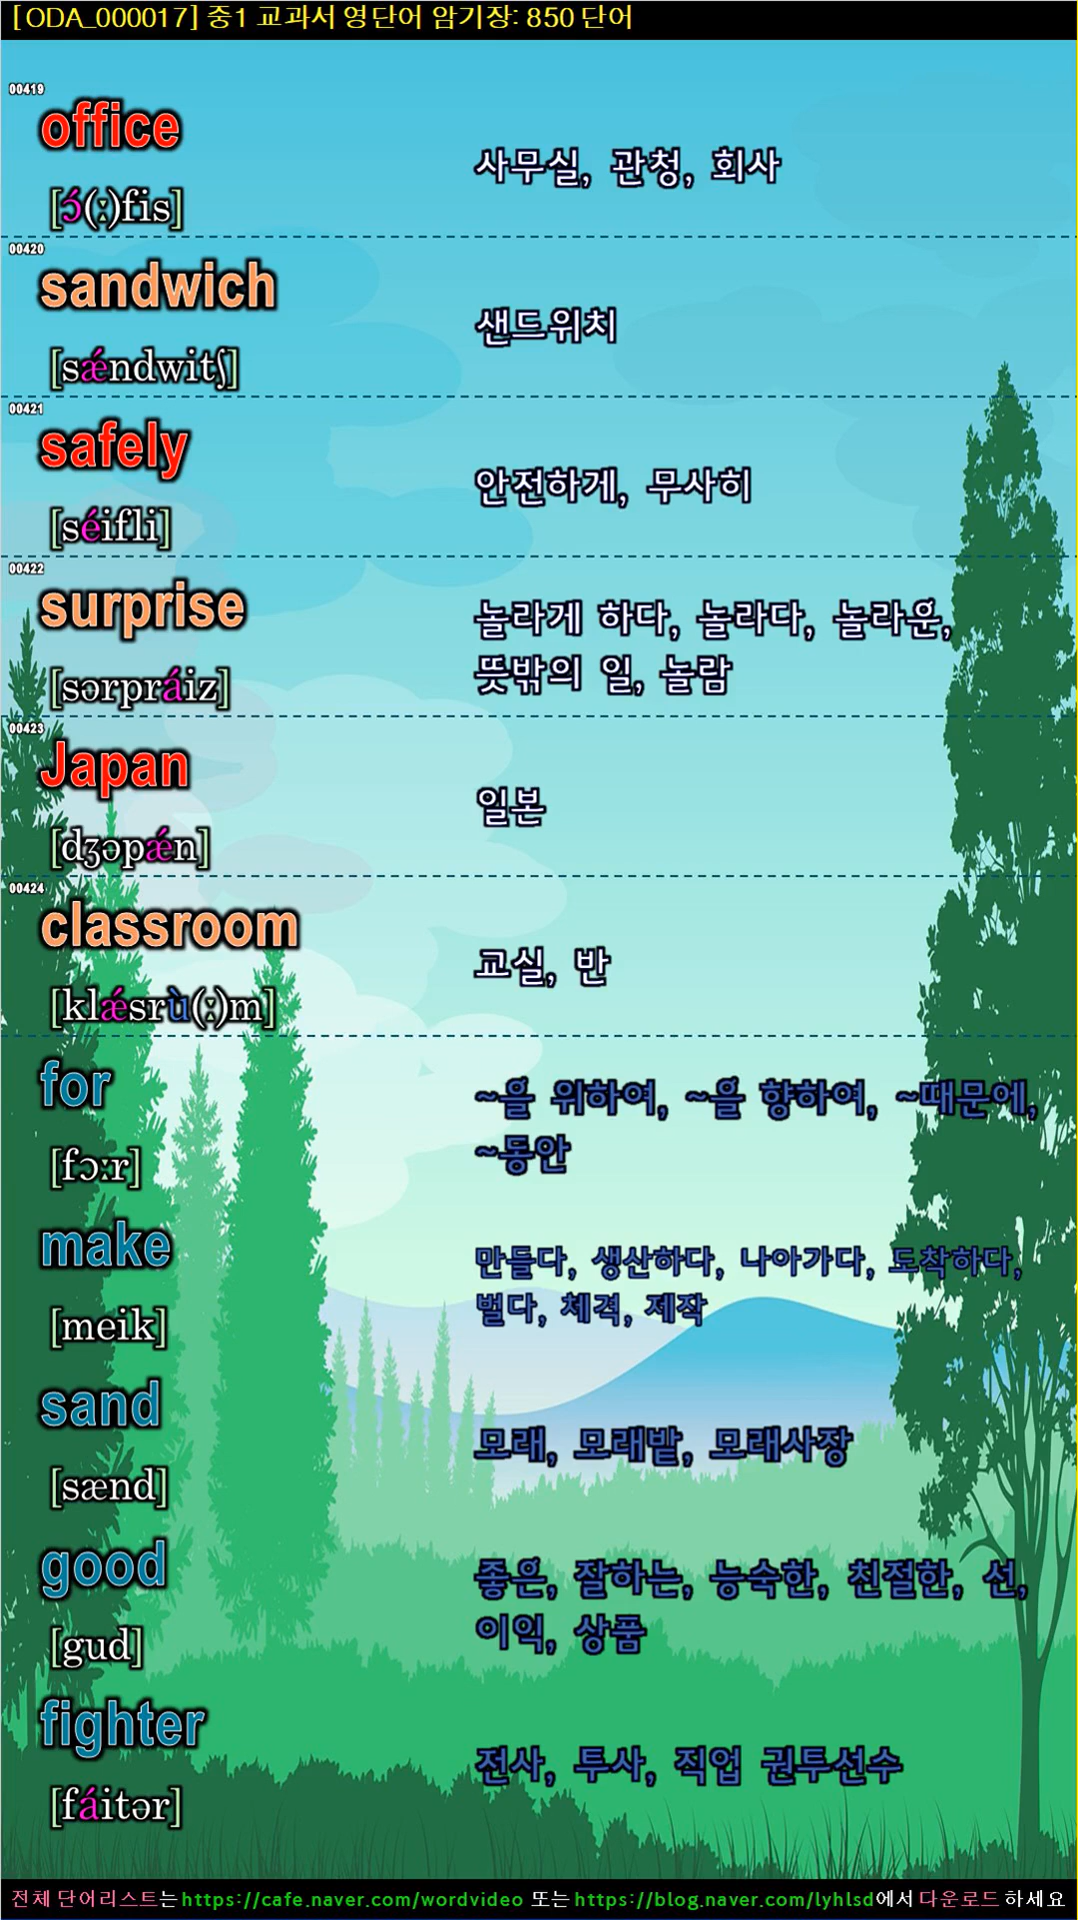 [ODA_000017] 중1 교과서 영단어 암기장: 850 단어
00419
office
사무실, 관청, 회사
[ɔ́(ː)fis]
00420
sandwich
샌드위치
[sǽndwitʃ]
00421
safely
안전하게, 무사히
[séifli]
00422
surprise
놀라게 하다, 놀라다, 놀라운,
뜻밖의 일, 놀람
[sərpráiz]
00423
Japan
일본
[dʒəpǽn]
00424
classroom
교실, 반
[klǽsrù(ː)m]
for
~을 위하여, ~을 향하여, ~때문에,
~동안
[fɔːr]
make
만들다, 생산하다, 나아가다, 도착하다,
벌다, 체격, 제작
[meik]
sand
모래, 모래밭, 모래사장
[sænd]
good
좋은, 잘하는, 능숙한, 친절한, 선,
이익, 상품
[gud]
fighter
전사, 투사, 직업 권투선수
[fáitər]
전체 단어리스트는 https://cafe.naver.com/wordvideo 또는 https://blog.naver.com/lyhlsd에서 다운로드 하세요